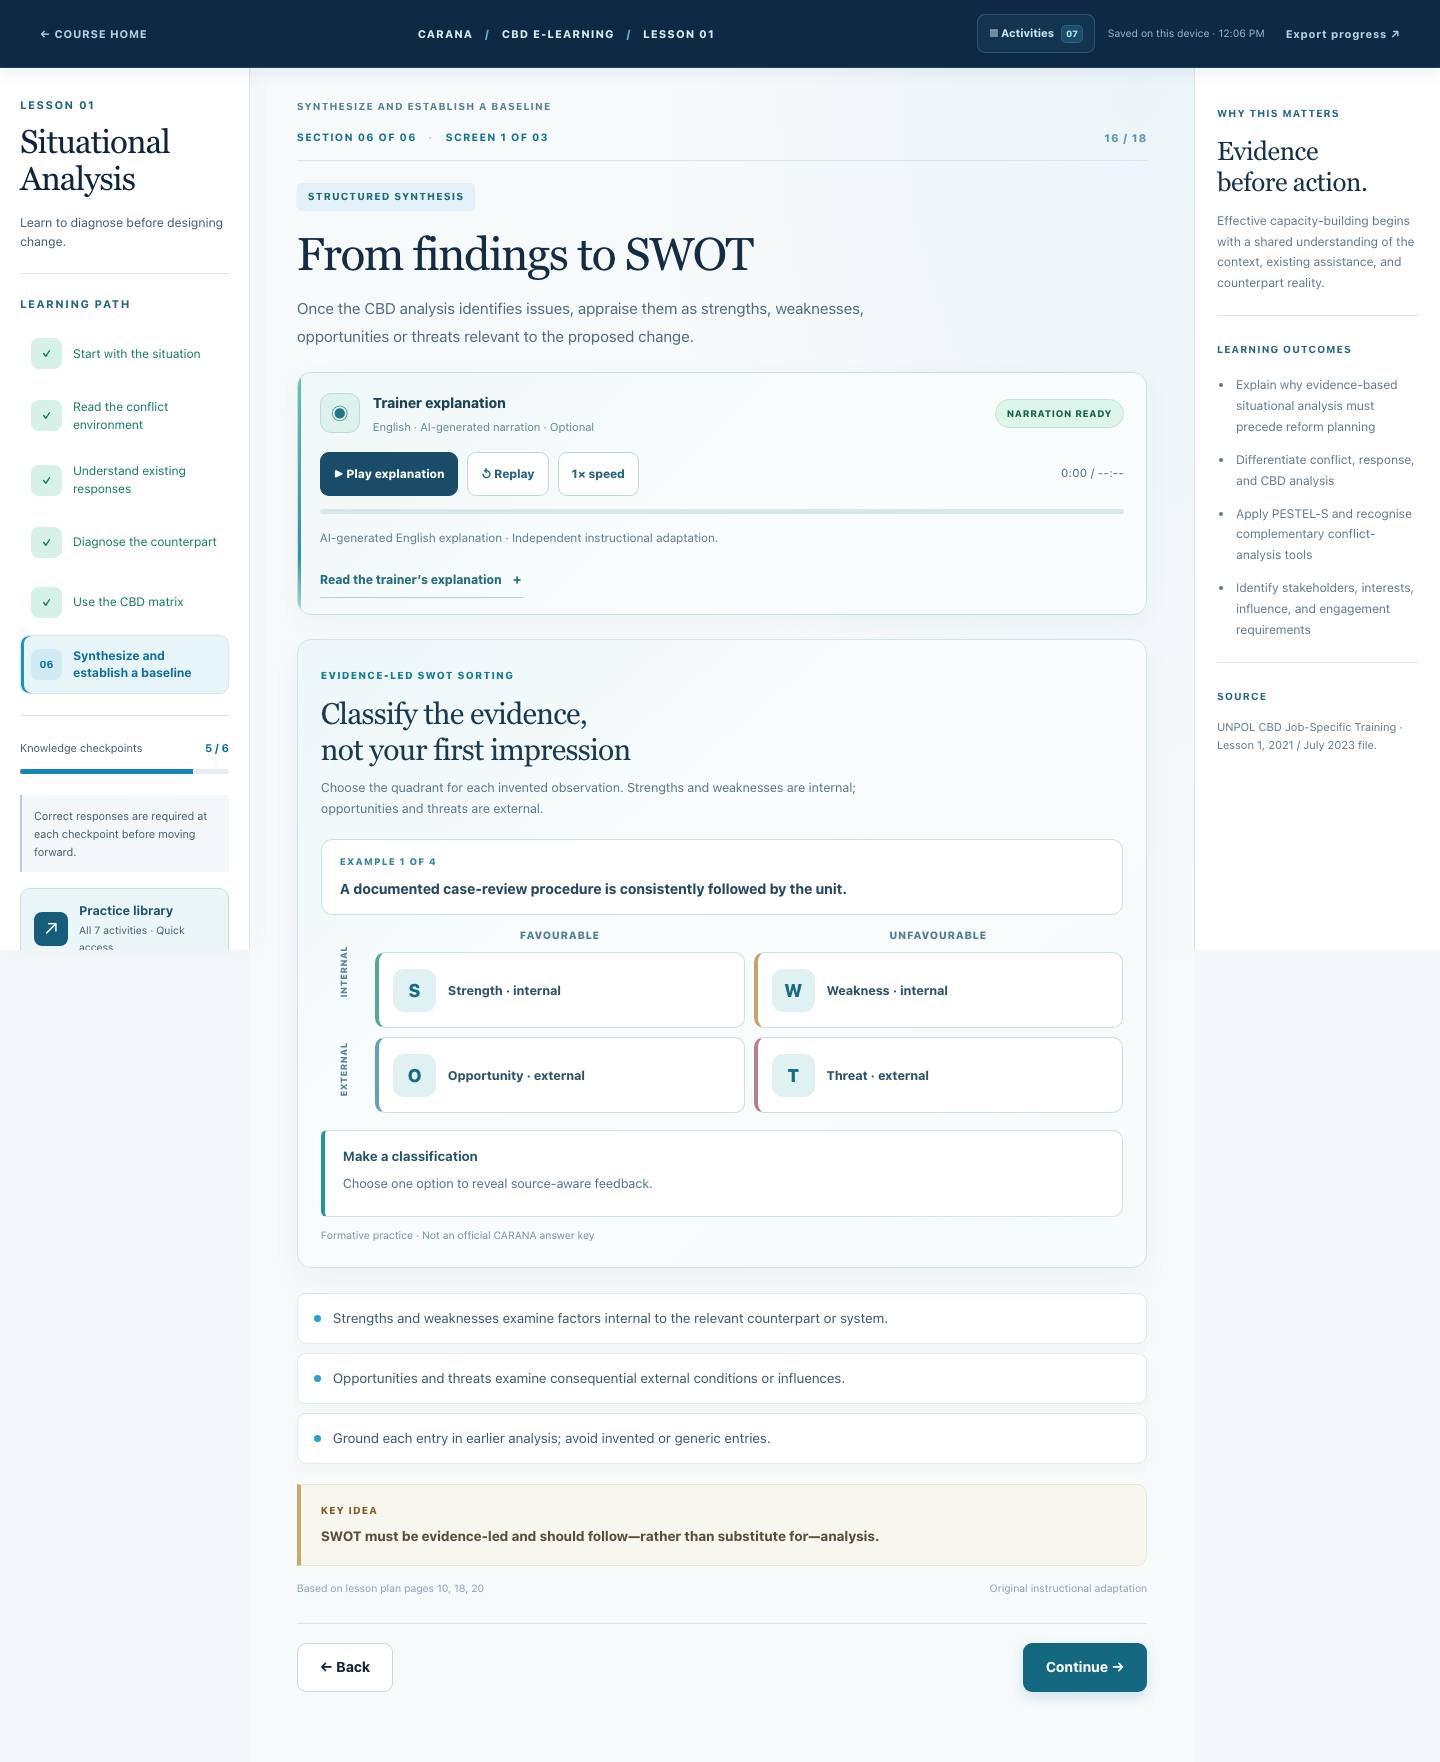 ← COURSE HOME
CARANA / CBD E-LEARNING / LESSON 01
Activities 07
Saved on this device · 12:06 PM
Export progress ↗
LESSON 01
Situational
Analysis
Learn to diagnose before designing
change.
LEARNING PATH
✓ Start with the situation
✓ Read the conflict
environment
✓ Understand existing
responses
✓ Diagnose the counterpart
✓ Use the CBD matrix
06 Synthesize and
establish a baseline
Knowledge checkpoints 5 / 6
Correct responses are required at
each checkpoint before moving
forward.
↗ Practice library
All 7 activities · Quick
access
SYNTHESIZE AND ESTABLISH A BASELINE
SECTION 06 OF 06 · SCREEN 1 OF 03
16 / 18
STRUCTURED SYNTHESIS
From findings to SWOT
Once the CBD analysis identifies issues, appraise them as strengths, weaknesses,
opportunities or threats relevant to the proposed change.
Trainer explanation
English · AI-generated narration · Optional
NARRATION READY
▶ Play explanation
↺ Replay
1× speed
0:00 / --:--
AI-generated English explanation · Independent instructional adaptation.
Read the trainer’s explanation +
EVIDENCE-LED SWOT SORTING
Classify the evidence,
not your first impression
Choose the quadrant for each invented observation. Strengths and weaknesses are internal;
opportunities and threats are external.
EXAMPLE 1 OF 4
A documented case-review procedure is consistently followed by the unit.
FAVOURABLE
UNFAVOURABLE
INTERNAL
S Strength · internal
W Weakness · internal
EXTERNAL
O Opportunity · external
T Threat · external
Make a classification
Choose one option to reveal source-aware feedback.
Formative practice · Not an official CARANA answer key
Strengths and weaknesses examine factors internal to the relevant counterpart or system.
Opportunities and threats examine consequential external conditions or influences.
Ground each entry in earlier analysis; avoid invented or generic entries.
KEY IDEA
SWOT must be evidence-led and should follow—rather than substitute for—analysis.
Based on lesson plan pages 10, 18, 20
Original instructional adaptation
← Back
Continue →
WHY THIS MATTERS
Evidence
before action.
Effective capacity-building begins
with a shared understanding of the
context, existing assistance, and
counterpart reality.
LEARNING OUTCOMES
• Explain why evidence-based
situational analysis must
precede reform planning
• Differentiate conflict, response,
and CBD analysis
• Apply PESTEL-S and recognise
complementary conflict-
analysis tools
• Identify stakeholders, interests,
influence, and engagement
requirements
SOURCE
UNPOL CBD Job-Specific Training ·
Lesson 1, 2021 / July 2023 file.